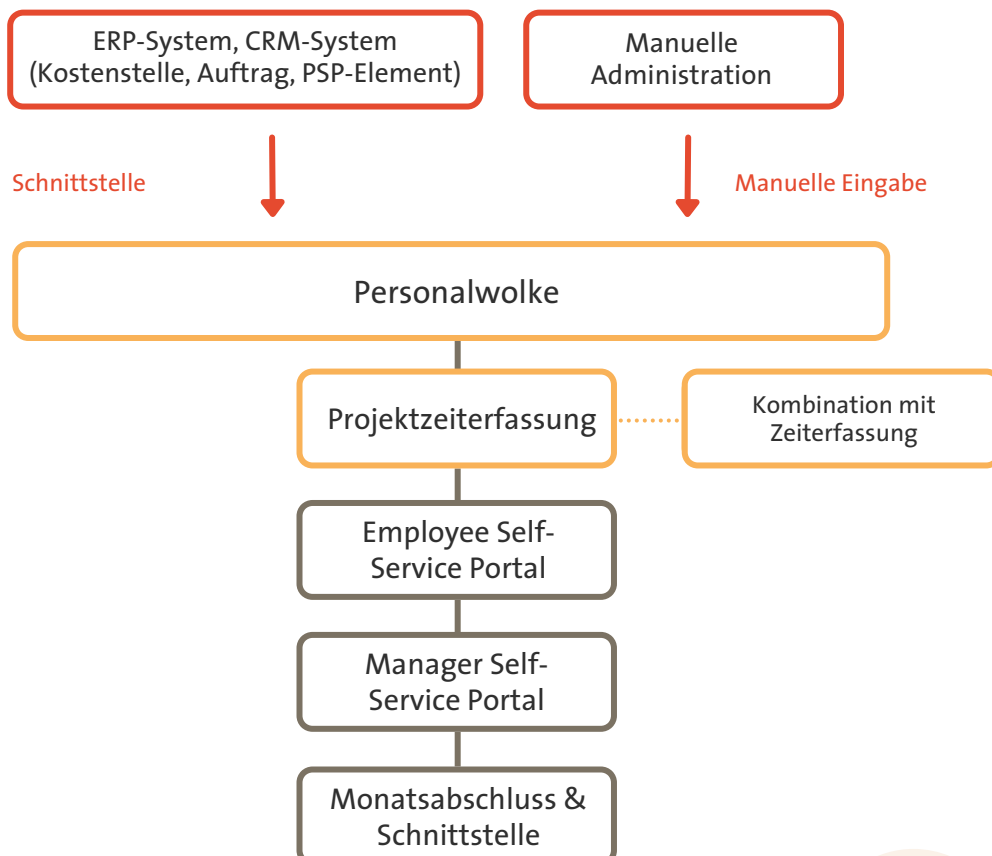 ERP-System, CRM-System
(Kostenstelle, Auftrag, PSP-Element)
Manuelle
Administration
Schnittstelle
Manuelle Eingabe
Personalwolke
Projektzeiterfassung
Kombination mit
Zeiterfassung
Employee Self-
Service Portal
Manager Self-
Service Portal
Monatsabschluss &
Schnittstelle